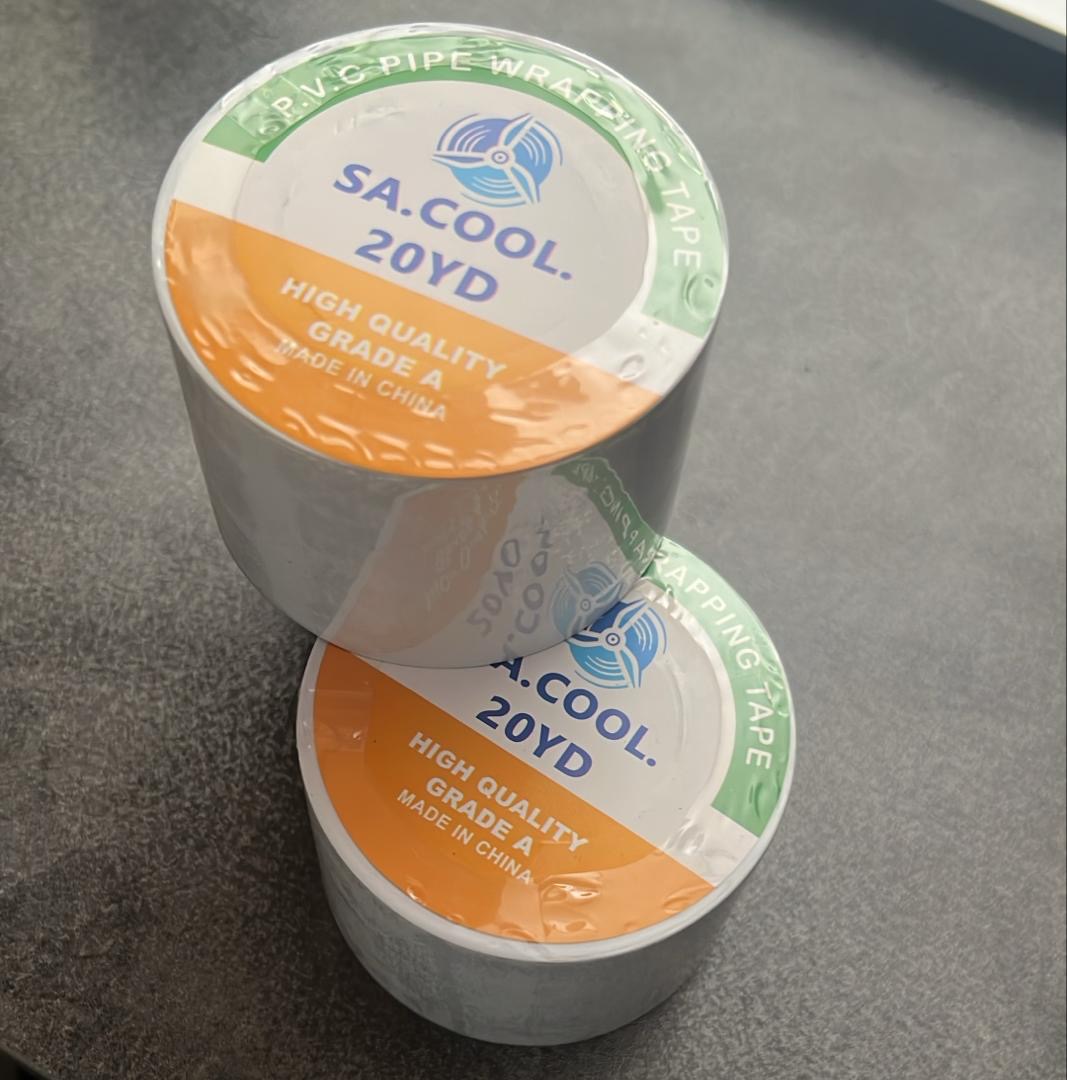 P.V.C PIPE WRAPPING TAPE
SA.COOL.
20YD
HIGH QUALITY
GRADE A
MADE IN CHINA
WRAPPING TAPE
A.COOL.
20YD
HIGH QUALITY
GRADE A
MADE IN CHINA